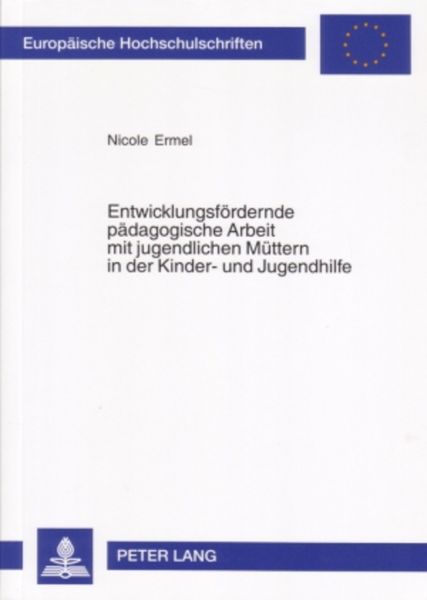 Europäische Hochschulschriften
Nicole Ermel
Entwicklungsfördernde
pädagogische Arbeit
mit jugendlichen Müttern
in der Kinder- und Jugendhilfe
PETER LANG